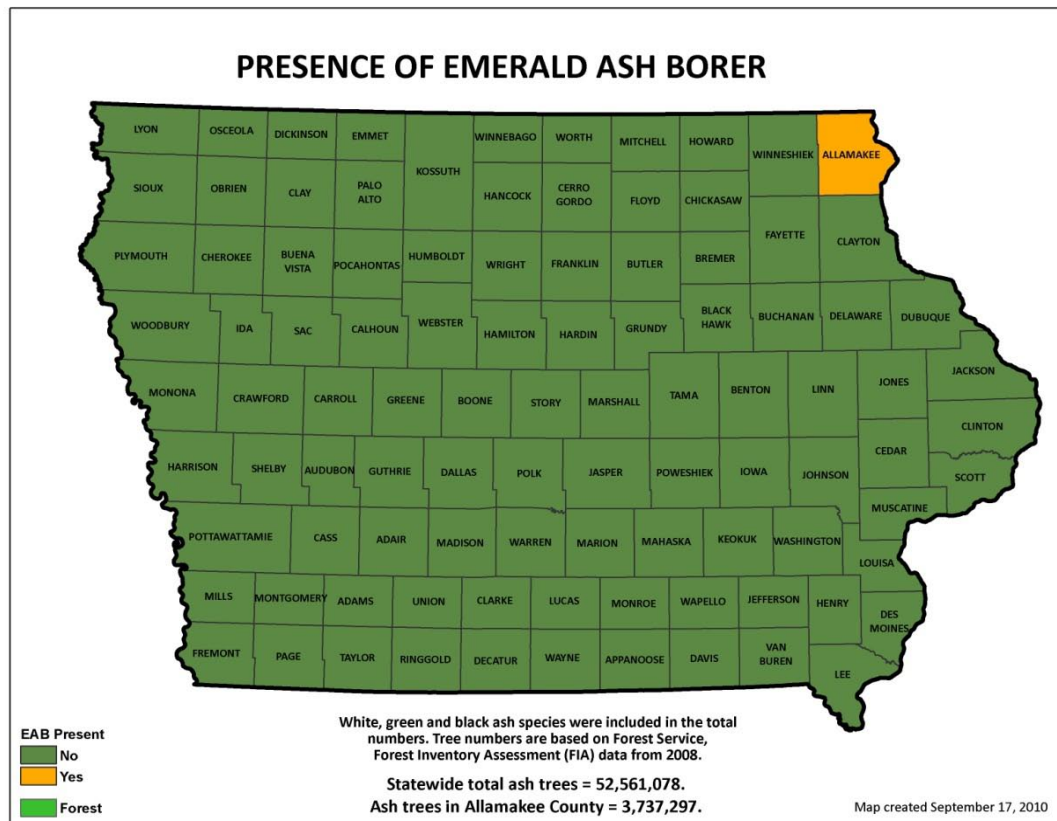 PRESENCE OF EMERALD ASH BORER
LYON
OSCEOLA
DICKINSON
EMMET
KOSSUTH
WINNEBAGO
WORTH
MITCHELL
HOWARD
WINNESHIEK
ALLAMAKEE
SIOUX
OBRIEN
CLAY
PALO
ALTO
HANCOCK
CERRO
GORDO
FLOYD
CHICKASAW
FAYETTE
CLAYTON
PLYMOUTH
CHEROKEE
BUENA
VISTA
POCAHONTAS
HUMBOLDT
WRIGHT
FRANKLIN
BUTLER
BREMER
WOODBURY
IDA
SAC
CALHOUN
WEBSTER
HAMILTON
HARDIN
GRUNDY
BLACK
HAWK
BUCHANAN
DELAWARE
DUBUQUE
MONONA
CRAWFORD
CARROLL
GREENE
BOONE
STORY
MARSHALL
TAMA
BENTON
LINN
JONES
JACKSON
CLINTON
HARRISON
SHELBY
AUDUBON
GUTHRIE
DALLAS
POLK
JASPER
POWESHIEK
IOWA
JOHNSON
CEDAR
SCOTT
MUSCATINE
POTTAWATTAMIE
CASS
ADAIR
MADISON
WARREN
MARION
MAHASKA
KEOKUK
WASHINGTON
LOUISA
MILLS
MONTGOMERY
ADAMS
UNION
CLARKE
LUCAS
MONROE
WAPELLO
JEFFERSON
HENRY
DES
MOINES
FREMONT
PAGE
TAYLOR
RINGGOLD
DECATUR
WAYNE
APPANOOSE
DAVIS
VAN
BUREN
LEE
EAB Present
No
Yes
Forest
White, green and black ash species were included in the total
numbers. Tree numbers are based on Forest Service,
Forest Inventory Assessment (FIA) data from 2008.
Statewide total ash trees = 52,561,078.
Ash trees in Allamakee County = 3,737,297.
Map created September 17, 2010